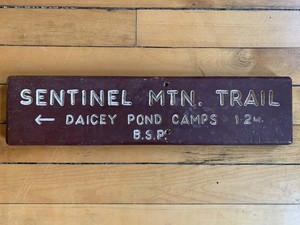 SENTINEL MTN. TRAIL
← DAICEY POND CAMPS 1.2M.
B.S.P.